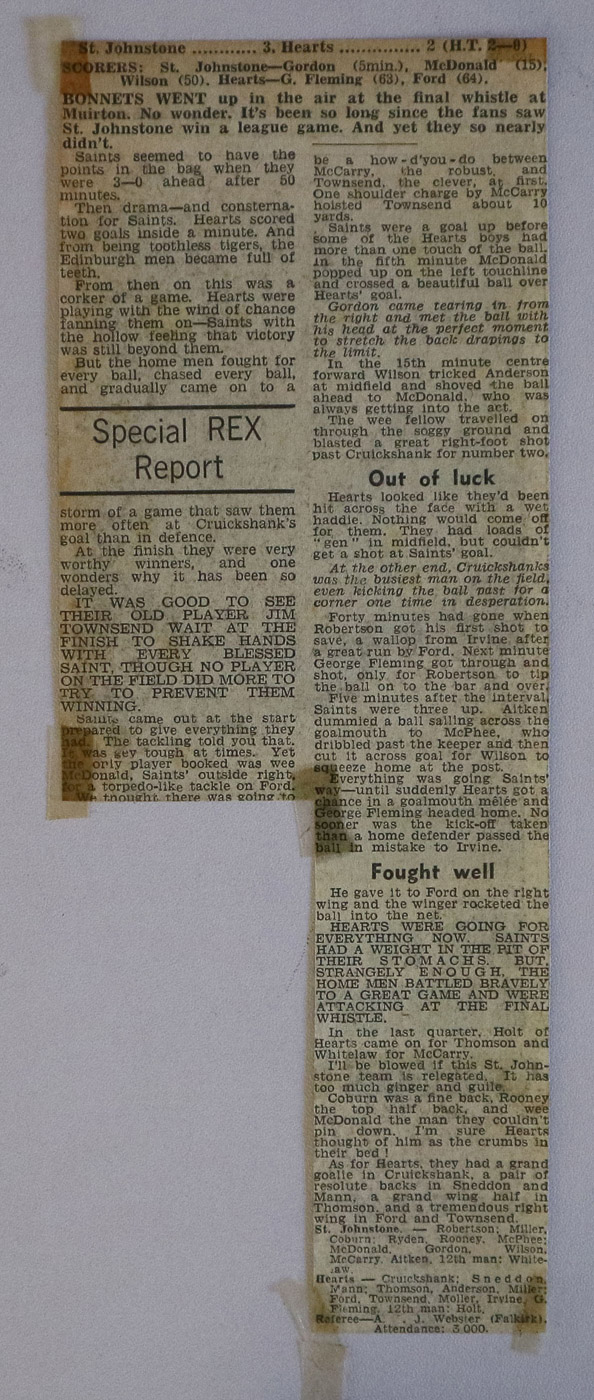 St. Johnstone ............ 3, Hearts ............... 2 (H.T. 2—0)
SCORERS: St. Johnstone—Gordon (5min.), McDonald (15);
Wilson (50). Hearts—G. Fleming (63), Ford (64).
BONNETS WENT up in the air at the final whistle at
Muirton. No wonder. It's been so long since the fans saw
St. Johnstone win a league game. And yet they so nearly
didn't.
Saints seemed to have the
points in the bag when they
were 3—0 ahead after 50
minutes.
Then drama—and consterna-
tion for Saints. Hearts scored
two goals inside a minute. And
from being toothless tigers, the
Edinburgh men became full of
teeth.
From then on this was a
corker of a game. Hearts were
playing with the wind of chance
fanning them on—Saints with
the hollow feeling that victory
was still beyond them.
But the home men fought for
every ball, chased every ball,
and gradually came on to a
Special REX
Report
storm of a game that saw them
more often at Cruickshank's
goal than in defence.
At the finish they were very
worthy winners, and one
wonders why it has been so
delayed.
IT WAS GOOD TO SEE
THEIR OLD PLAYER JIM
TOWNSEND WAIT AT THE
FINISH TO SHAKE HANDS
WITH EVERY BLESSED
SAINT, THOUGH NO PLAYER
ON THE FIELD DID MORE TO
TRY TO PREVENT THEM
WINNING.
Saints came out at the start
prepared to give everything they
had. The tackling told you that.
It was gey tough at times. Yet
the only player booked was wee
McDonald, Saints' outside right,
for a torpedo-like tackle on Ford.
We thought there was going to
be a how-d'you-do between
McCarry, the robust, and
Townsend, the clever, at first.
One shoulder charge by McCarry
hoisted Townsend about 10
yards.
Saints were a goal up before
some of the Hearts boys had
more than one touch of the ball.
In the fifth minute McDonald
popped up on the left touchline
and crossed a beautiful ball over
Hearts' goal.
Gordon came tearing in from
the right and met the ball with
his head at the perfect moment
to stretch the back drapings to
the limit.
In the 15th minute centre
forward Wilson tricked Anderson
at midfield and shoved the ball
ahead to McDonald, who was
always getting into the act.
The wee fellow travelled on
through the soggy ground and
blasted a great right-foot shot
past Cruickshank for number two.
Out of luck
Hearts looked like they'd been
hit across the face with a wet
haddie. Nothing would come off
for them. They had loads of
"gen" in midfield, but couldn't
get a shot at Saints' goal.
At the other end, Cruickshanks
was the busiest man on the field,
even kicking the ball past for a
corner one time in desperation.
Forty minutes had gone when
Robertson got his first shot to
save, a wallop from Irvine after
a great run by Ford. Next minute
George Fleming got through and
shot, only for Robertson to tip
the ball on to the bar and over.
Five minutes after the interval,
Saints were three up. Aitken
dummied a ball sailing across the
goalmouth to McPhee, who
dribbled past the keeper and then
cut it across goal for Wilson to
squeeze home at the post.
Everything was going Saints'
way—until suddenly Hearts got a
chance in a goalmouth mêlée and
George Fleming headed home. No
sooner was the kick-off taken
than a home defender passed the
ball in mistake to Irvine.
Fought well
He gave it to Ford on the right
wing and the winger rocketed the
ball into the net.
HEARTS WERE GOING FOR
EVERYTHING NOW. SAINTS
HAD A WEIGHT IN THE PIT OF
THEIR STOMACHS. BUT,
STRANGELY ENOUGH, THE
HOME MEN BATTLED BRAVELY
TO A GREAT GAME AND WERE
ATTACKING AT THE FINAL
WHISTLE.
In the last quarter, Holt of
Hearts came on for Thomson and
Whitelaw for McCarry.
I'll be blowed if this St. John-
stone team is relegated. It has
too much ginger and guile.
Coburn was a fine back, Rooney
the top half back, and wee
McDonald the man they couldn't
pin down. I'm sure Hearts
thought of him as the crumbs in
their bed!
As for Hearts, they had a grand
goalie in Cruickshank, a pair of
resolute backs in Sneddon and
Mann, a grand wing half in
Thomson, and a tremendous right
wing in Ford and Townsend.
St. Johnstone. — Robertson; Miller,
Coburn; Ryden, Rooney, McPhee;
McDonald, Gordon, Wilson,
McCarry, Aitken, 12th man: White-
law.
Hearts — Cruickshank; Sneddon,
Mann; Thomson, Anderson, Miller;
Ford, Townsend, Moller, Irvine, G.
Fleming. 12th man: Holt.
Referee—A. J. Webster (Falkirk).
Attendance: 3,000.